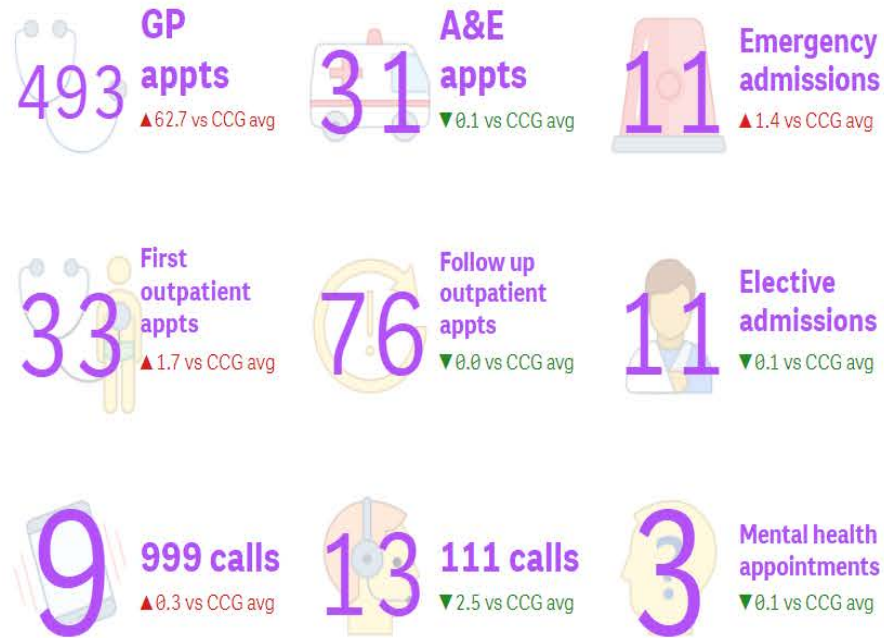 493
GP
appts
▲62.7 vs CCG avg
31
A&E
appts
▼0.1 vs CCG avg
11
Emergency
admissions
▲1.4 vs CCG avg
33
First
outpatient
appts
▲1.7 vs CCG avg
76
Follow up
outpatient
appts
▼0.0 vs CCG avg
11
Elective
admissions
▼0.1 vs CCG avg
9
999 calls
▲0.3 vs CCG avg
13
111 calls
▼2.5 vs CCG avg
3
Mental health
appointments
▼0.1 vs CCG avg